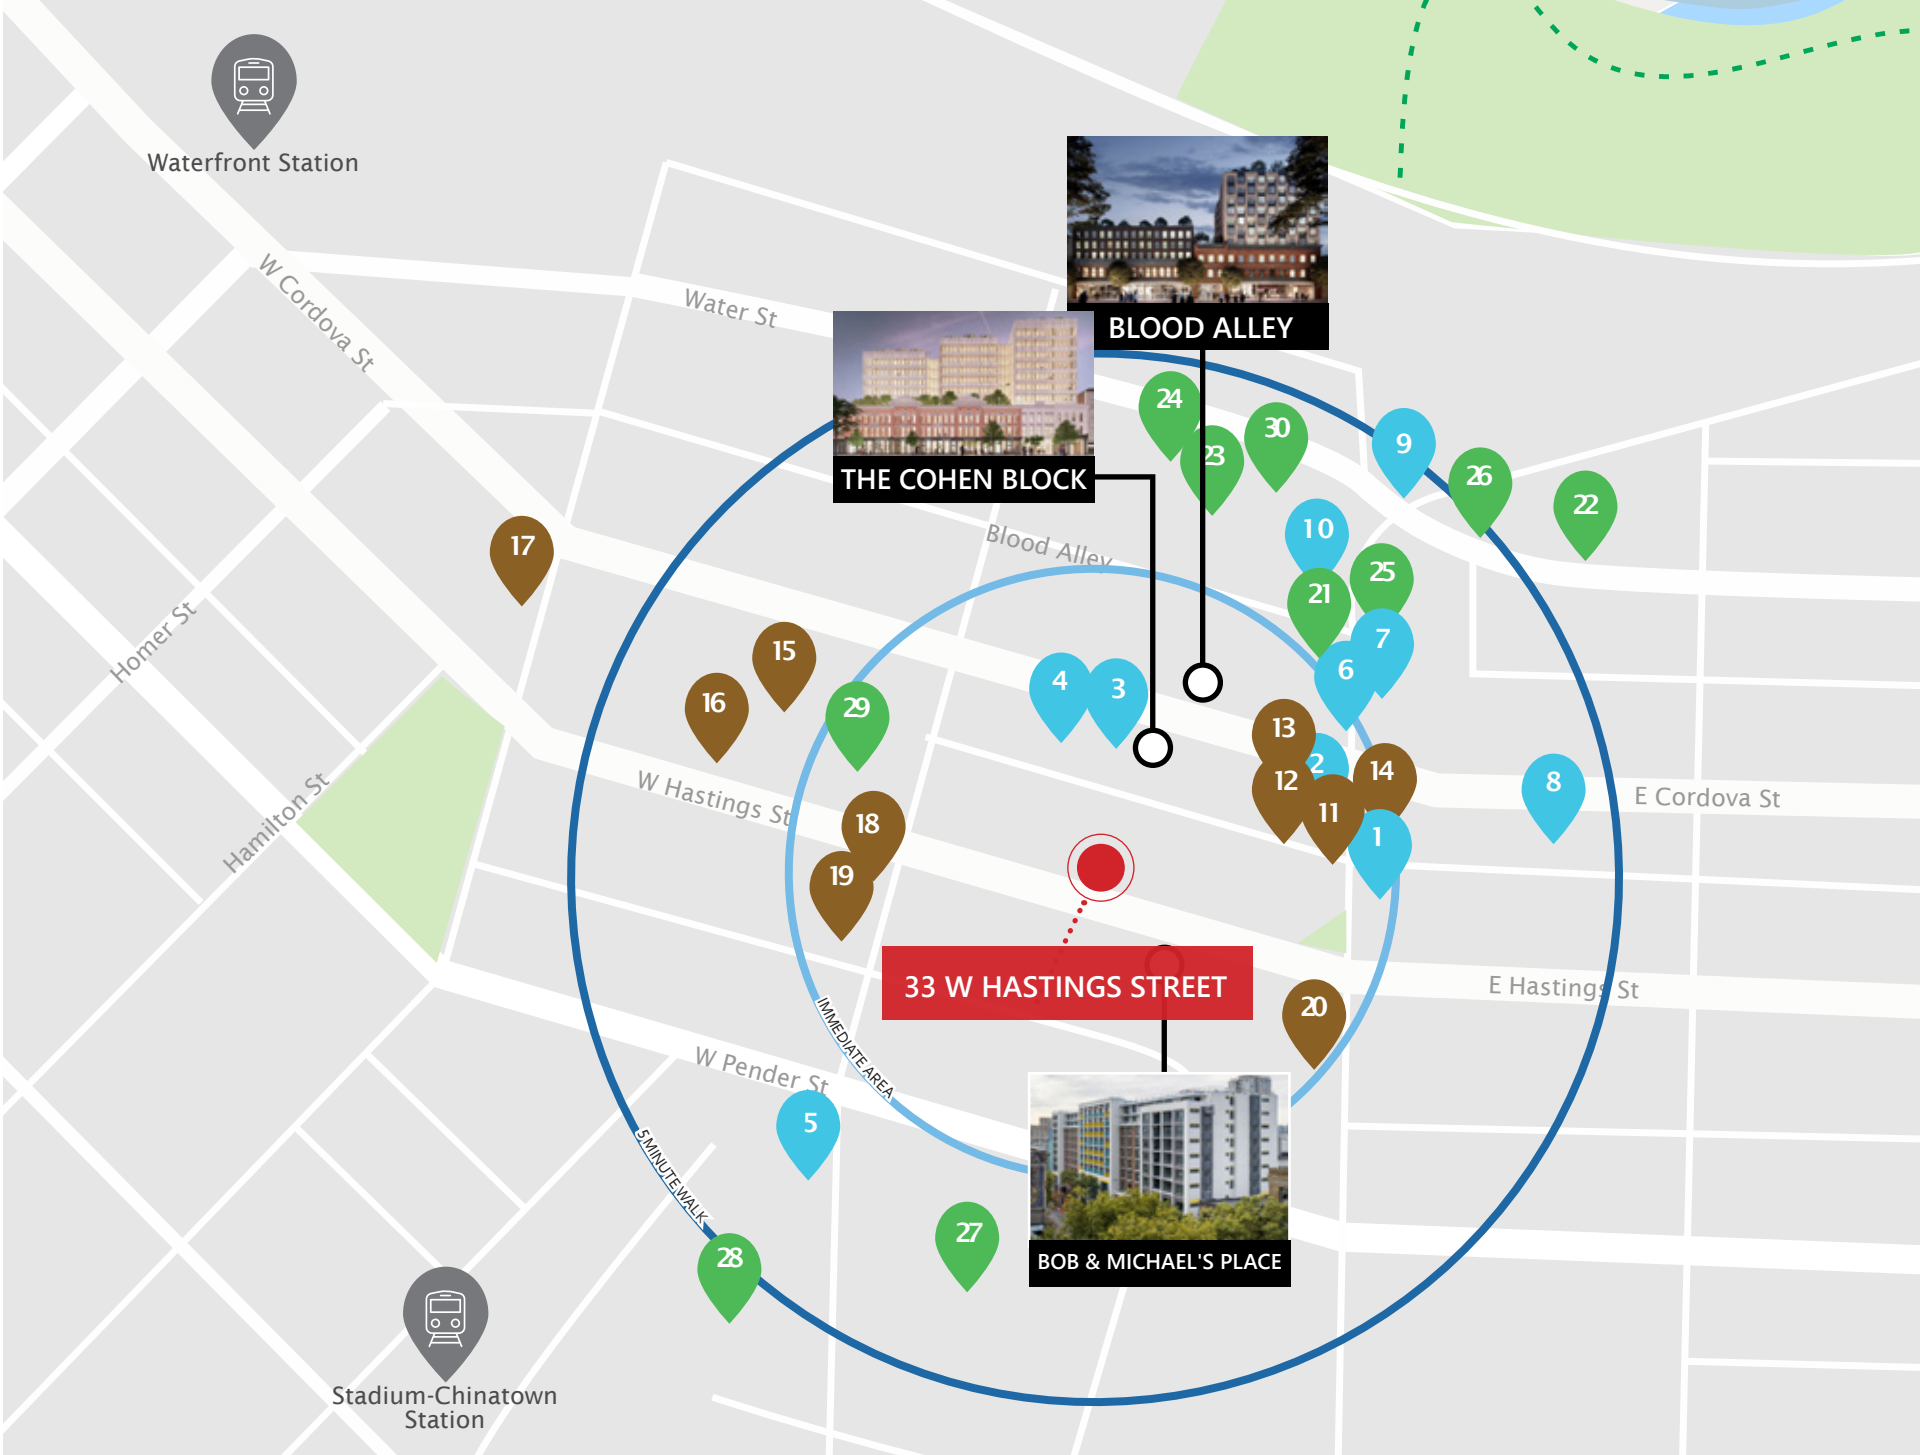 Waterfront Station
W Cordova St
Water St
BLOOD ALLEY
THE COHEN BLOCK
24
30
23
9
26
22
Blood Alley
10
17
25
21
Homer St
15
7
6
16
29
4
3
13
2
14
12
8
11
1
W Hastings St
E Cordova St
Hamilton St
18
19
33 W HASTINGS STREET
E Hastings St
20
IMMEDIATE AREA
W Pender St
5
5 MINUTE WALK
27
28
BOB & MICHAEL'S PLACE
Stadium-Chinatown
Station